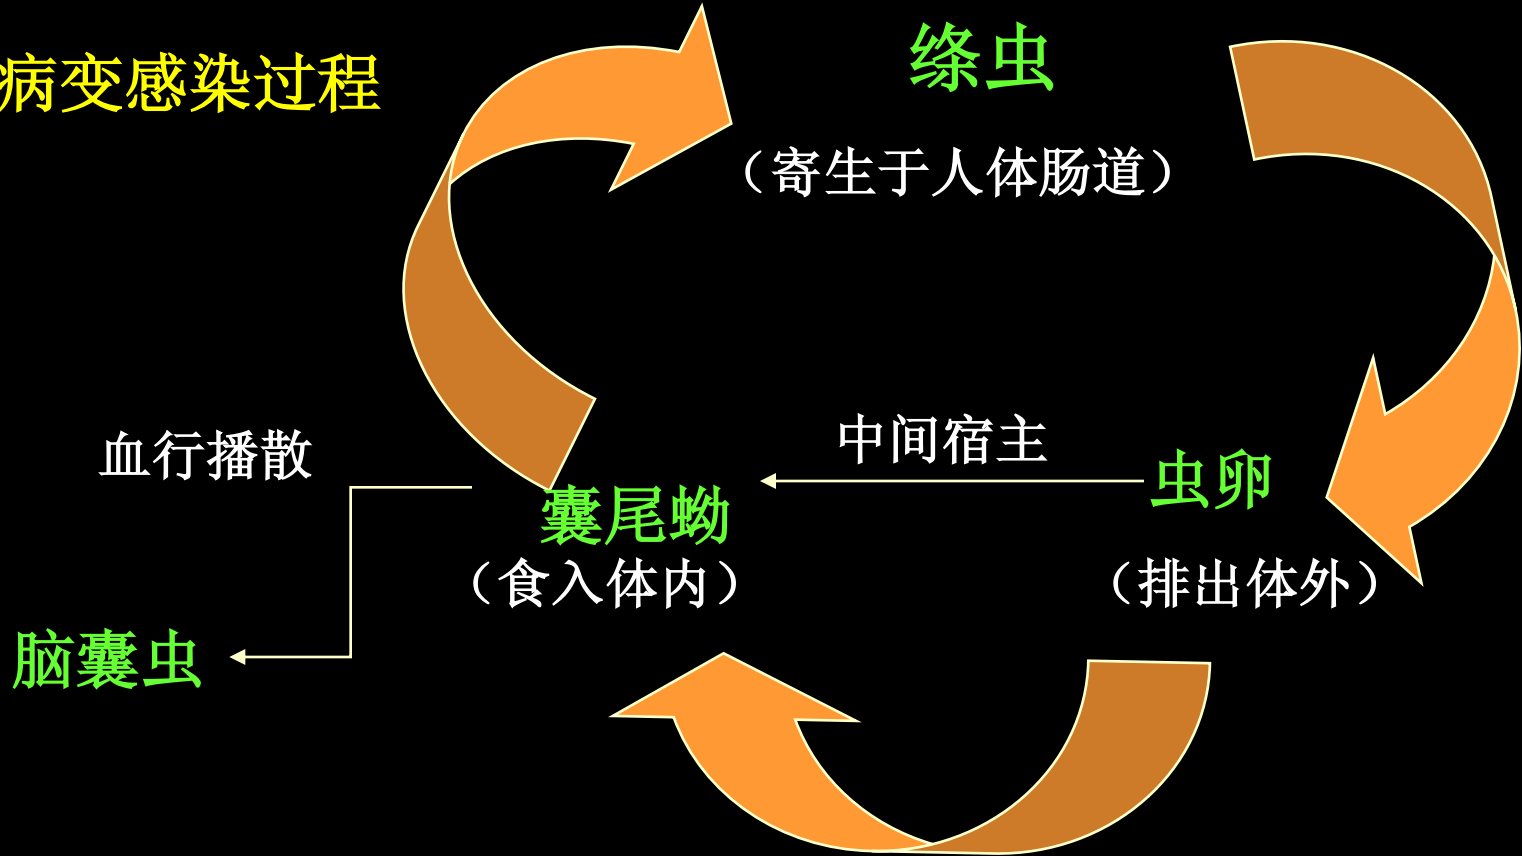 病变感染过程
绦虫
（寄生于人体肠道）
中间宿主
虫卵
（排出体外）
囊尾蚴
（食入体内）
血行播散
脑囊虫